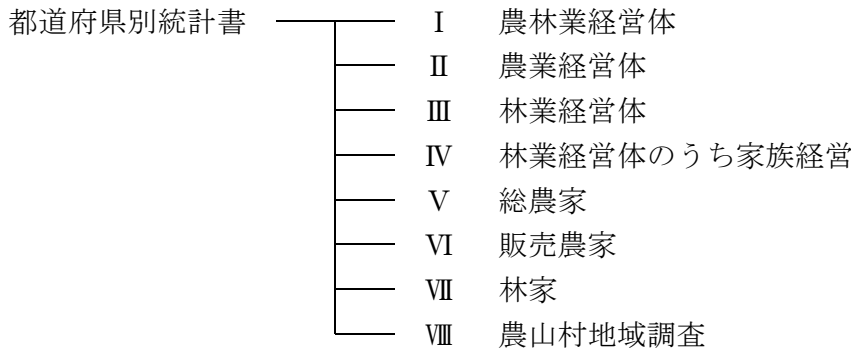 都道府県別統計書 Ⅰ 農林業経営体
Ⅱ 農業経営体
Ⅲ 林業経営体
Ⅳ 林業経営体のうち家族経営
Ⅴ 総農家
Ⅵ 販売農家
Ⅶ 林家
Ⅷ 農山村地域調査